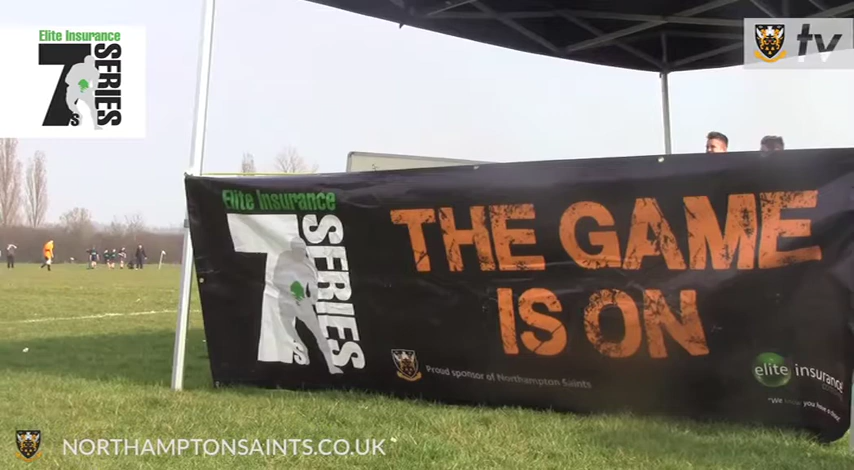 Elite Insurance
7s SERIES
tv
Elite Insurance
7s SERIES
THE GAME
IS ON
Proud sponsor of Northampton Saints
elite insurance
NORTHAMPTONSAINTS.CO.UK